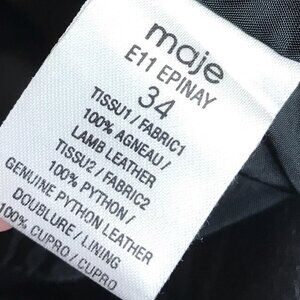 maje
E11 EPINAY
34
TISSU1 / FABRIC1
100% AGNEAU /
LAMB LEATHER
TISSU2 / FABRIC2
100% PYTHON /
GENUINE PYTHON LEATHER
DOUBLURE / LINING
100% CUPRO / CUPRO